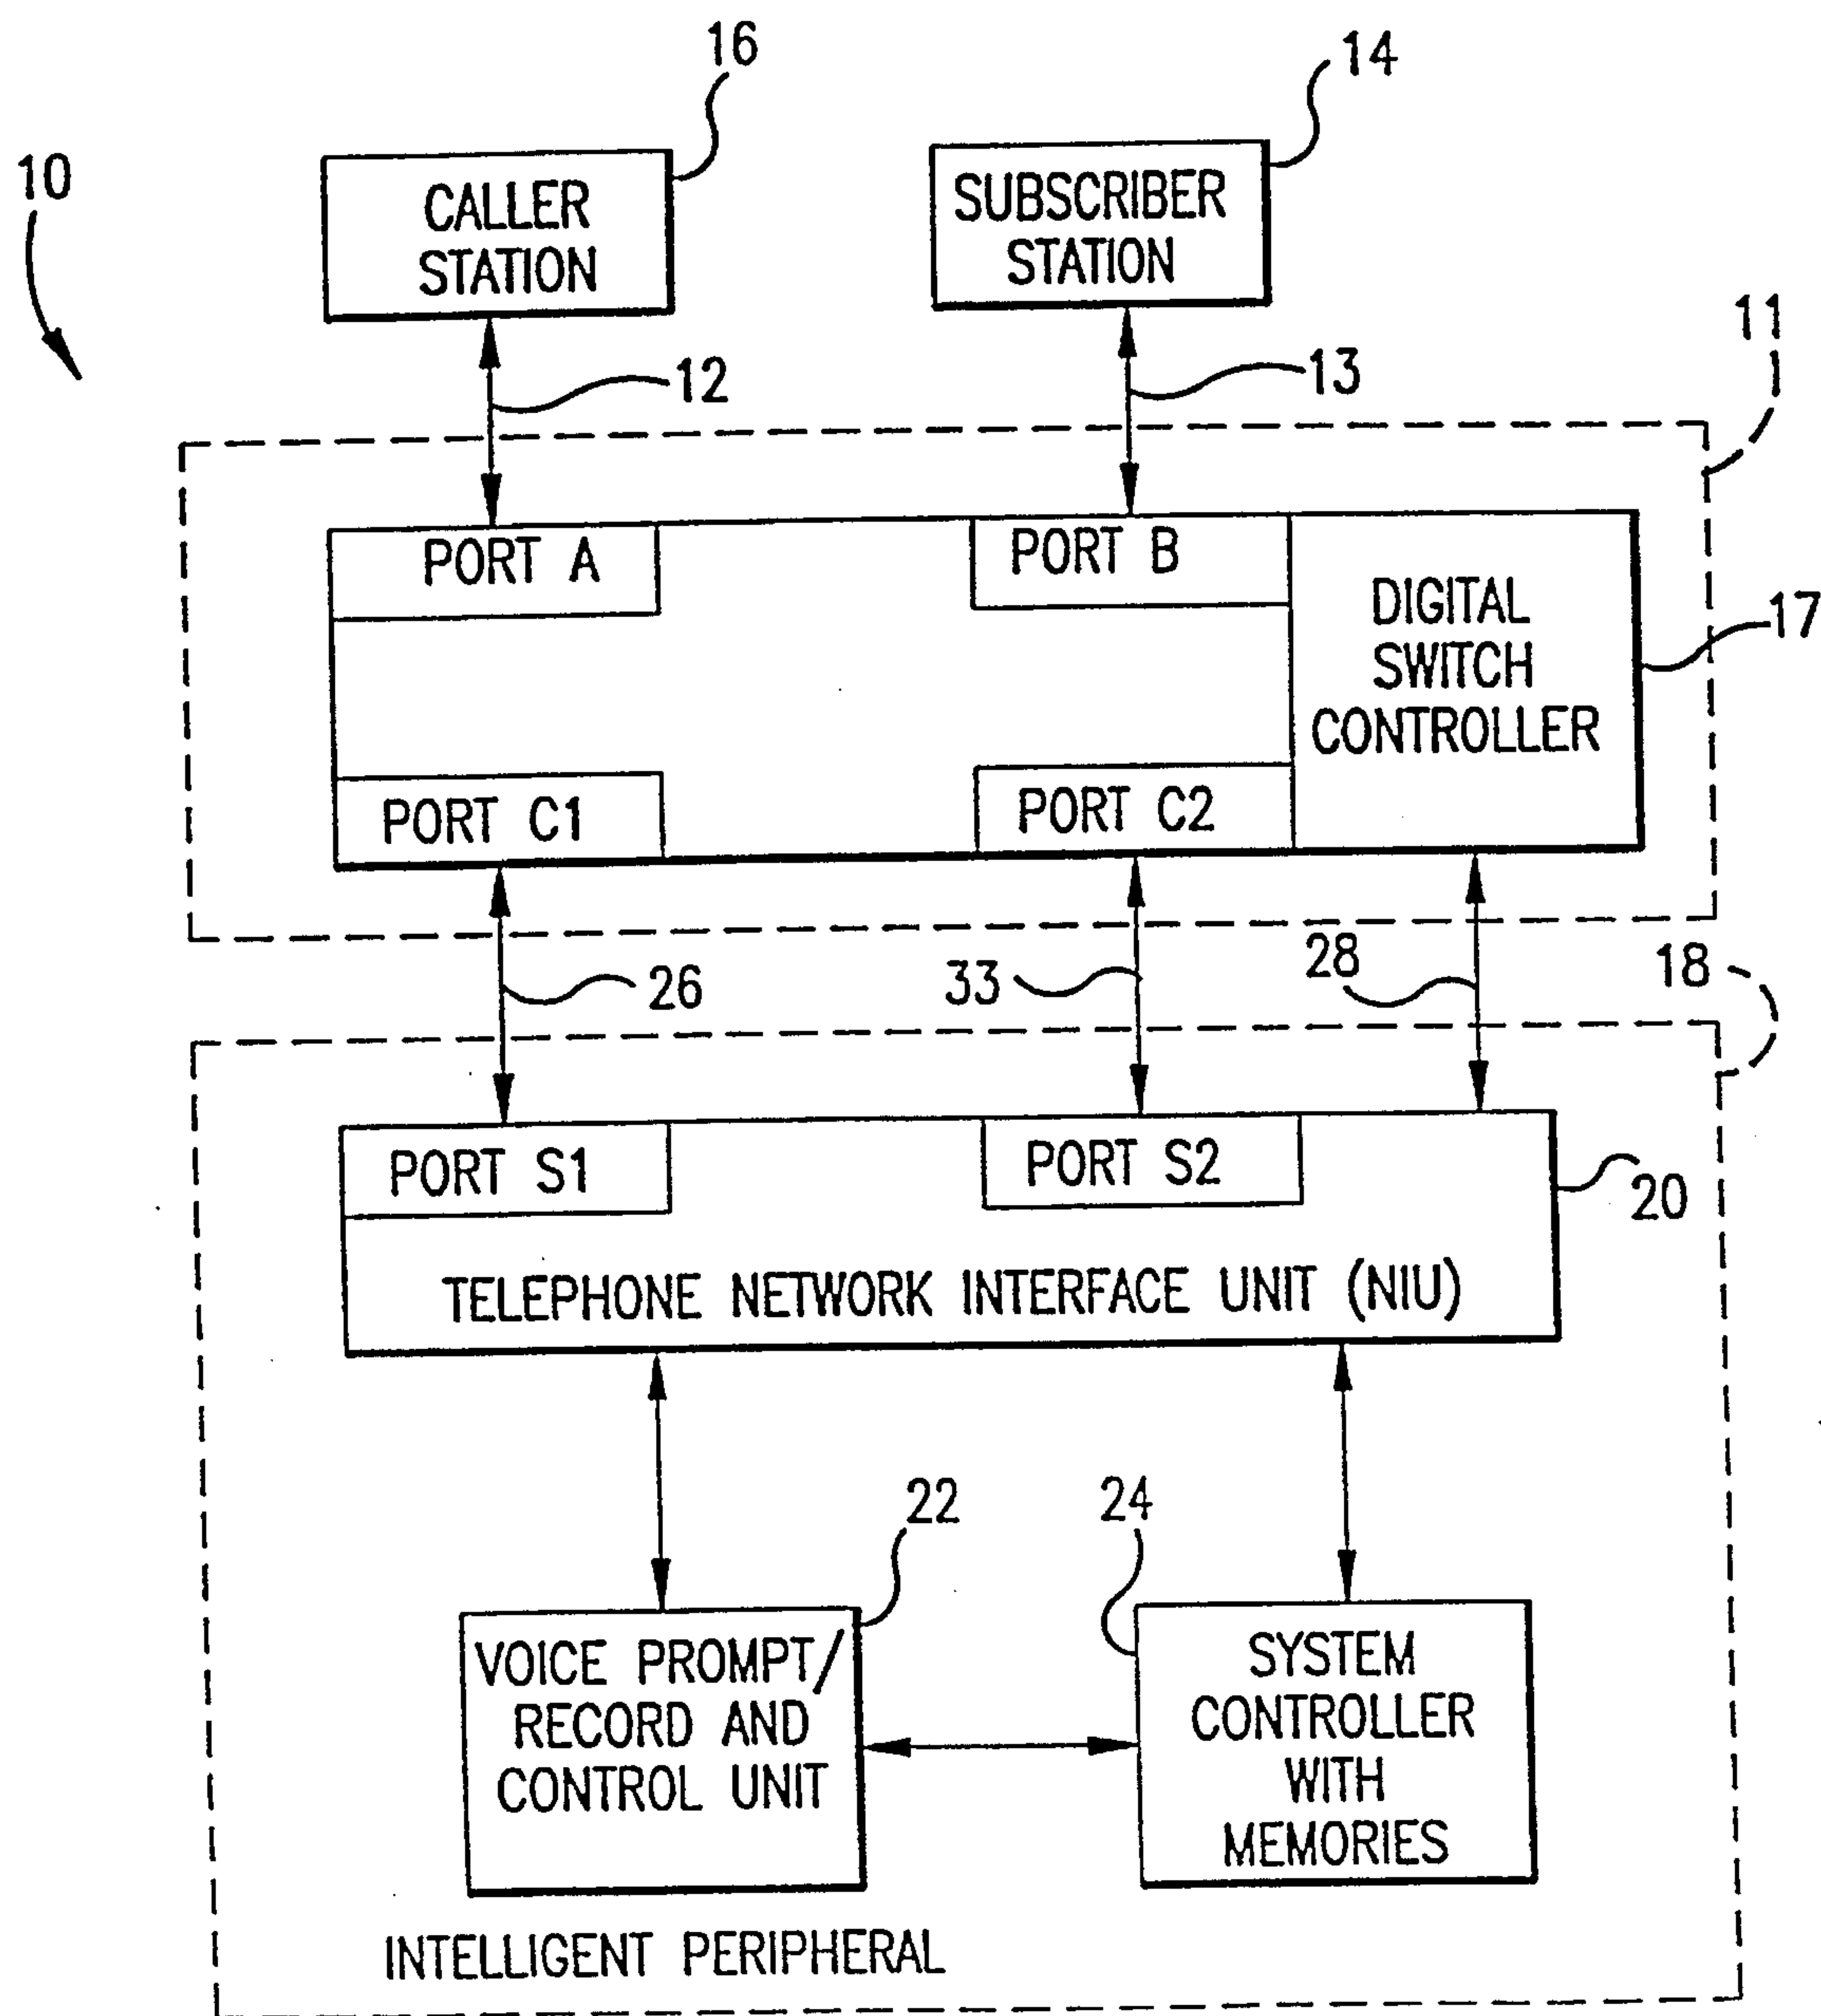 16
14
10
CALLER
STATION
SUBSCRIBER
STATION
11
12
13
PORT A
PORT B
DIGITAL
SWITCH
CONTROLLER
17
PORT C1
PORT C2
26
33
28
18
PORT S1
PORT S2
20
TELEPHONE NETWORK INTERFACE UNIT (NIU)
22
24
VOICE PROMPT/
RECORD AND
CONTROL UNIT
SYSTEM
CONTROLLER
WITH
MEMORIES
INTELLIGENT PERIPHERAL